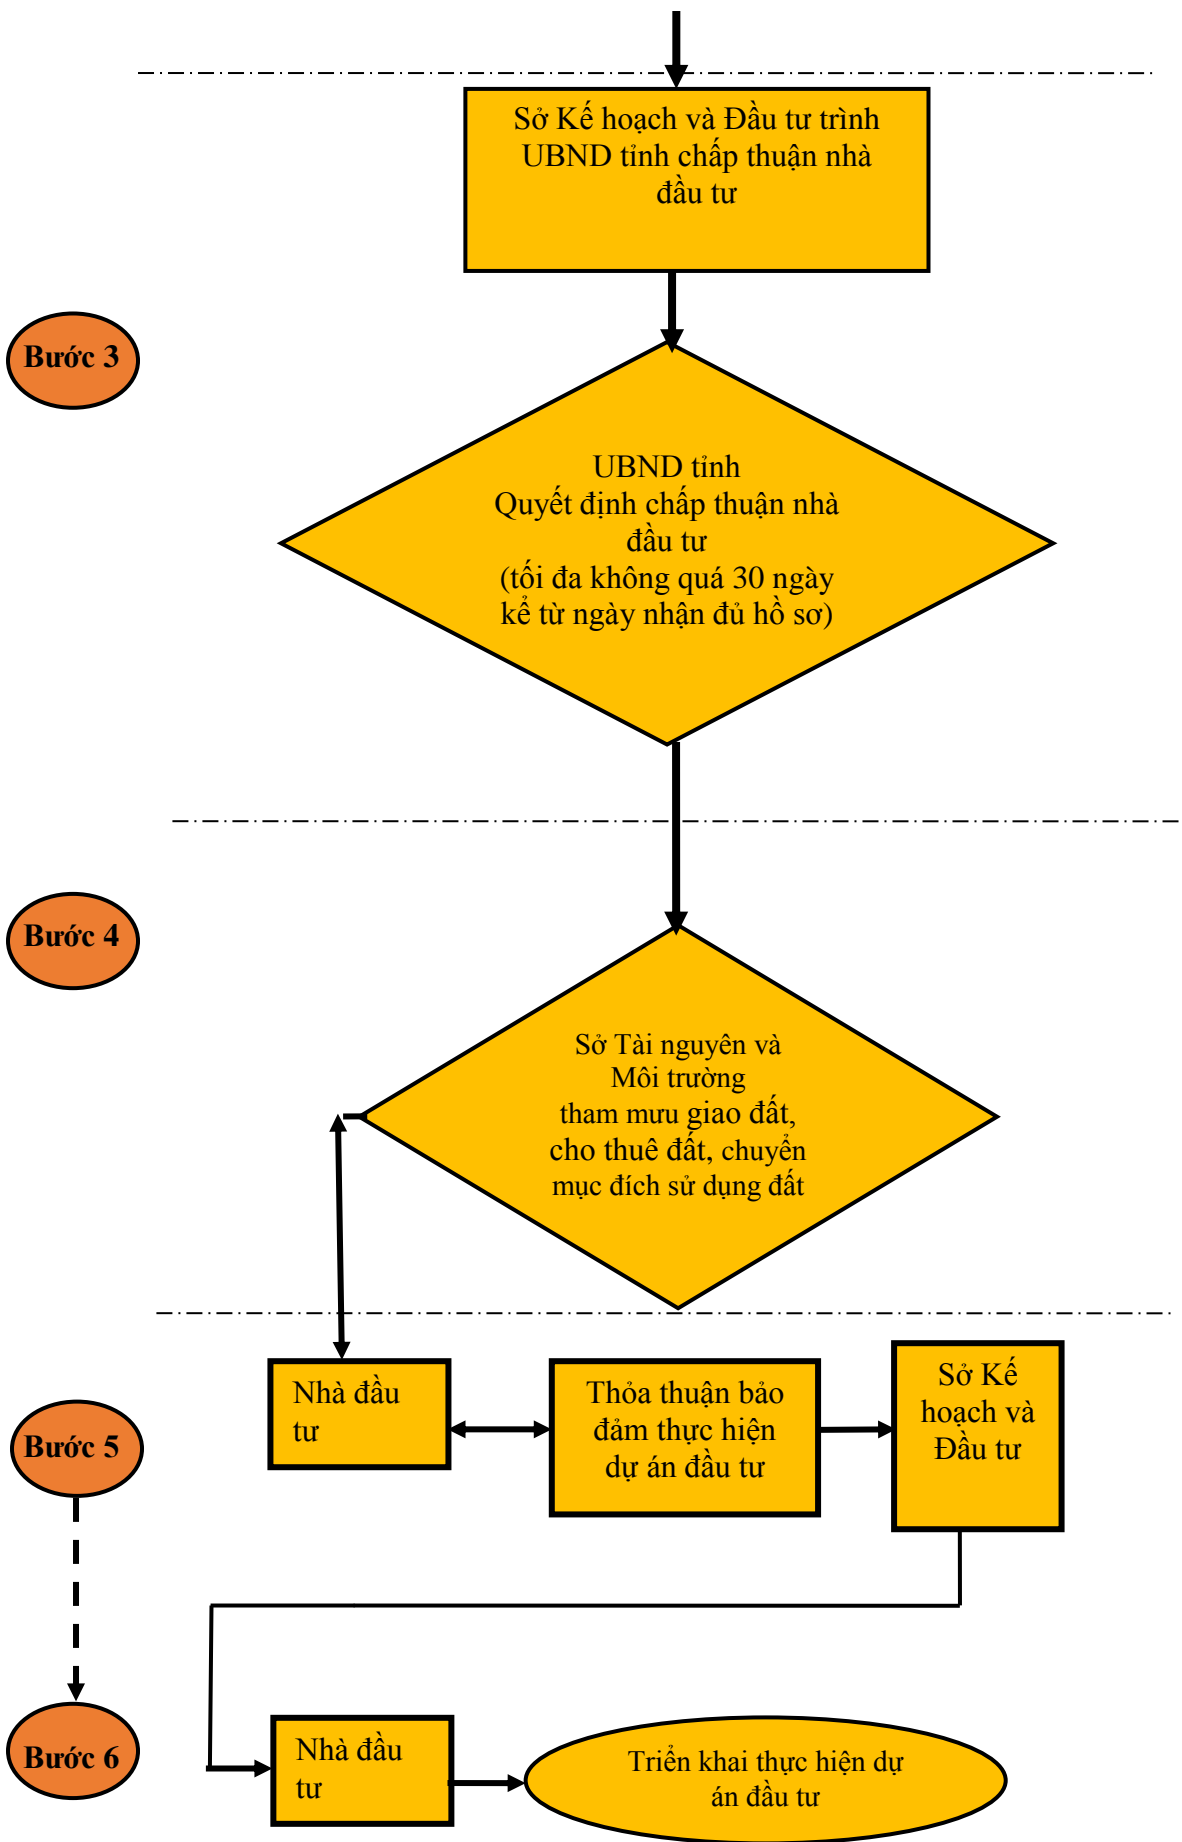 Sở Kế hoạch và Đầu tư trình
UBND tỉnh chấp thuận nhà
đầu tư
Bước 3
UBND tỉnh
Quyết định chấp thuận nhà
đầu tư
(tối đa không quá 30 ngày
kể từ ngày nhận đủ hồ sơ)
Bước 4
Sở Tài nguyên và
Môi trường
tham mưu giao đất,
cho thuê đất, chuyển
mục đích sử dụng đất
Bước 5
Nhà đầu
tư
Thỏa thuận bảo
đảm thực hiện
dự án đầu tư
Sở Kế
hoạch và
Đầu tư
Bước 6
Nhà đầu
tư
Triển khai thực hiện dự
án đầu tư